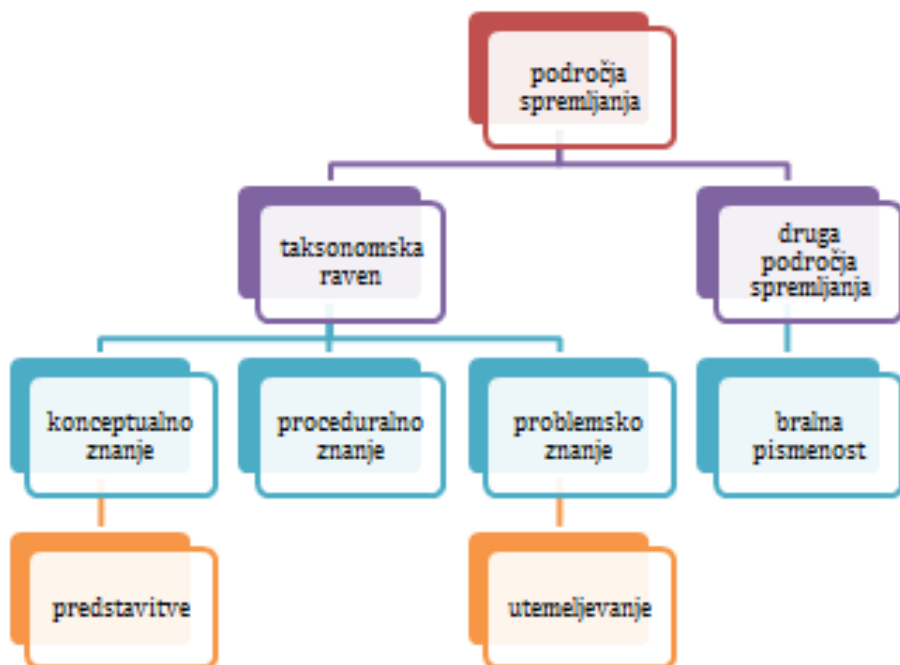 področja
spremljanja
taksonomska
raven
druga
področja
spremljanja
konceptualno
znanje
proceduralno
znanje
problemsko
znanje
bralna
pismenost
predstavitve
utemeljevanje